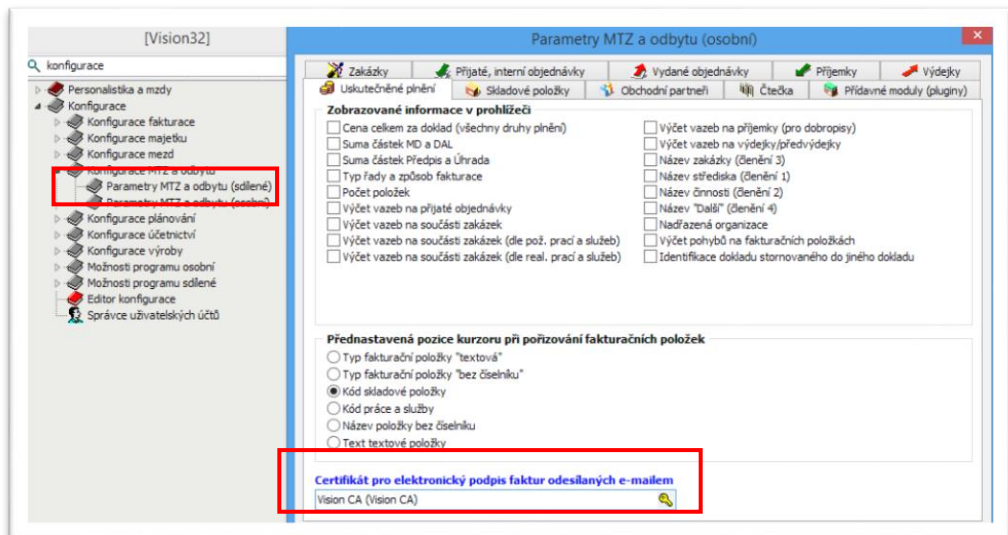 [Vision32]
konfigurace
Personalistika a mzdy
Konfigurace
Konfigurace fakturace
Konfigurace majetku
Konfigurace mezd
Konfigurace MTZ a odbytu
Parametry MTZ a odbytu (sdílené)
Parametry MTZ a odbytu (osobní)
Konfigurace plánování
Konfigurace účetnictví
Konfigurace výroby
Možnosti programu osobní
Možnosti programu sdílené
Editor konfigurace
Správce uživatelských účtů
Parametry MTZ a odbytu (osobní)
Zakázky Přijaté, interní objednávky Vydané objednávky Příjemky Výdejky
Uskutečněné plnění Skladové položky Obchodní partneři Čtečka Přídavné moduly (pluginy)
Zobrazované informace v prohlížeči
Cena celkem za doklad (všechny druhy plnění)
Suma částek MD a DAL
Suma částek Předpis a Úhrada
Typ řady a způsob fakturace
Počet položek
Výčet vazeb na přijaté objednávky
Výčet vazeb na součásti zakázek
Výčet vazeb na součásti zakázek (dle pož. prací a služeb)
Výčet vazeb na součásti zakázek (dle real. prací a služeb)
Výčet vazeb na příjemky (pro dobropisy)
Výčet vazeb na výdejky/předvýdejky
Název zakázky (členění 3)
Název střediska (členění 1)
Název činnosti (členění 2)
Název "Další" (členění 4)
Nadřazená organizace
Výčet pohybů na fakturačních položkách
Identifikace dokladu stornovaného do jiného dokladu
Přednastavená pozice kurzoru při pořizování fakturačních položek
Typ fakturační položky "textová"
Typ fakturační položky "bez číselníku"
Kód skladové položky
Kód práce a služby
Název položky bez číselníku
Text textové položky
Certifikát pro elektronický podpis faktur odesílaných e-mailem
Vision CA (Vision CA)